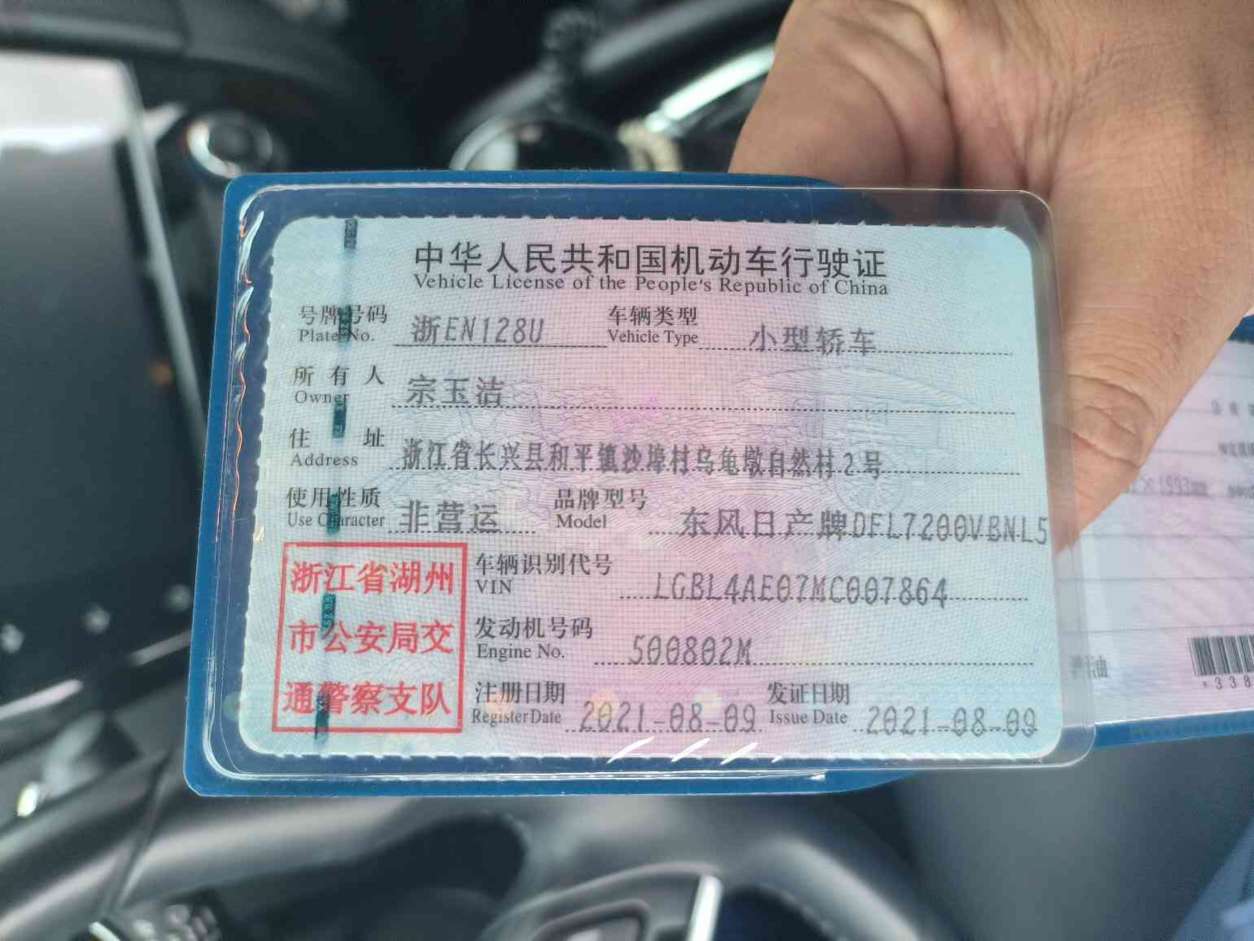 中华人民共和国机动车行驶证
Vehicle License of the People's Republic of China
号牌号码 浙EN128U 车辆类型 小型轿车
Plate No. Vehicle Type
所有人 宗玉洁
Owner
住址 浙江省长兴县和平镇沙埠村乌龟墩自然村2号
Address
使用性质 非营运 品牌型号 东风日产牌DFL7200VBNL5
Use Character Model
浙江省湖州
市公安局交
通警察支队
车辆识别代号 LGBL4AE07MC007864
VIN
发动机号码 500802M
Engine No.
注册日期 2021-08-09 发证日期 2021-08-09
Register Date Issue Date